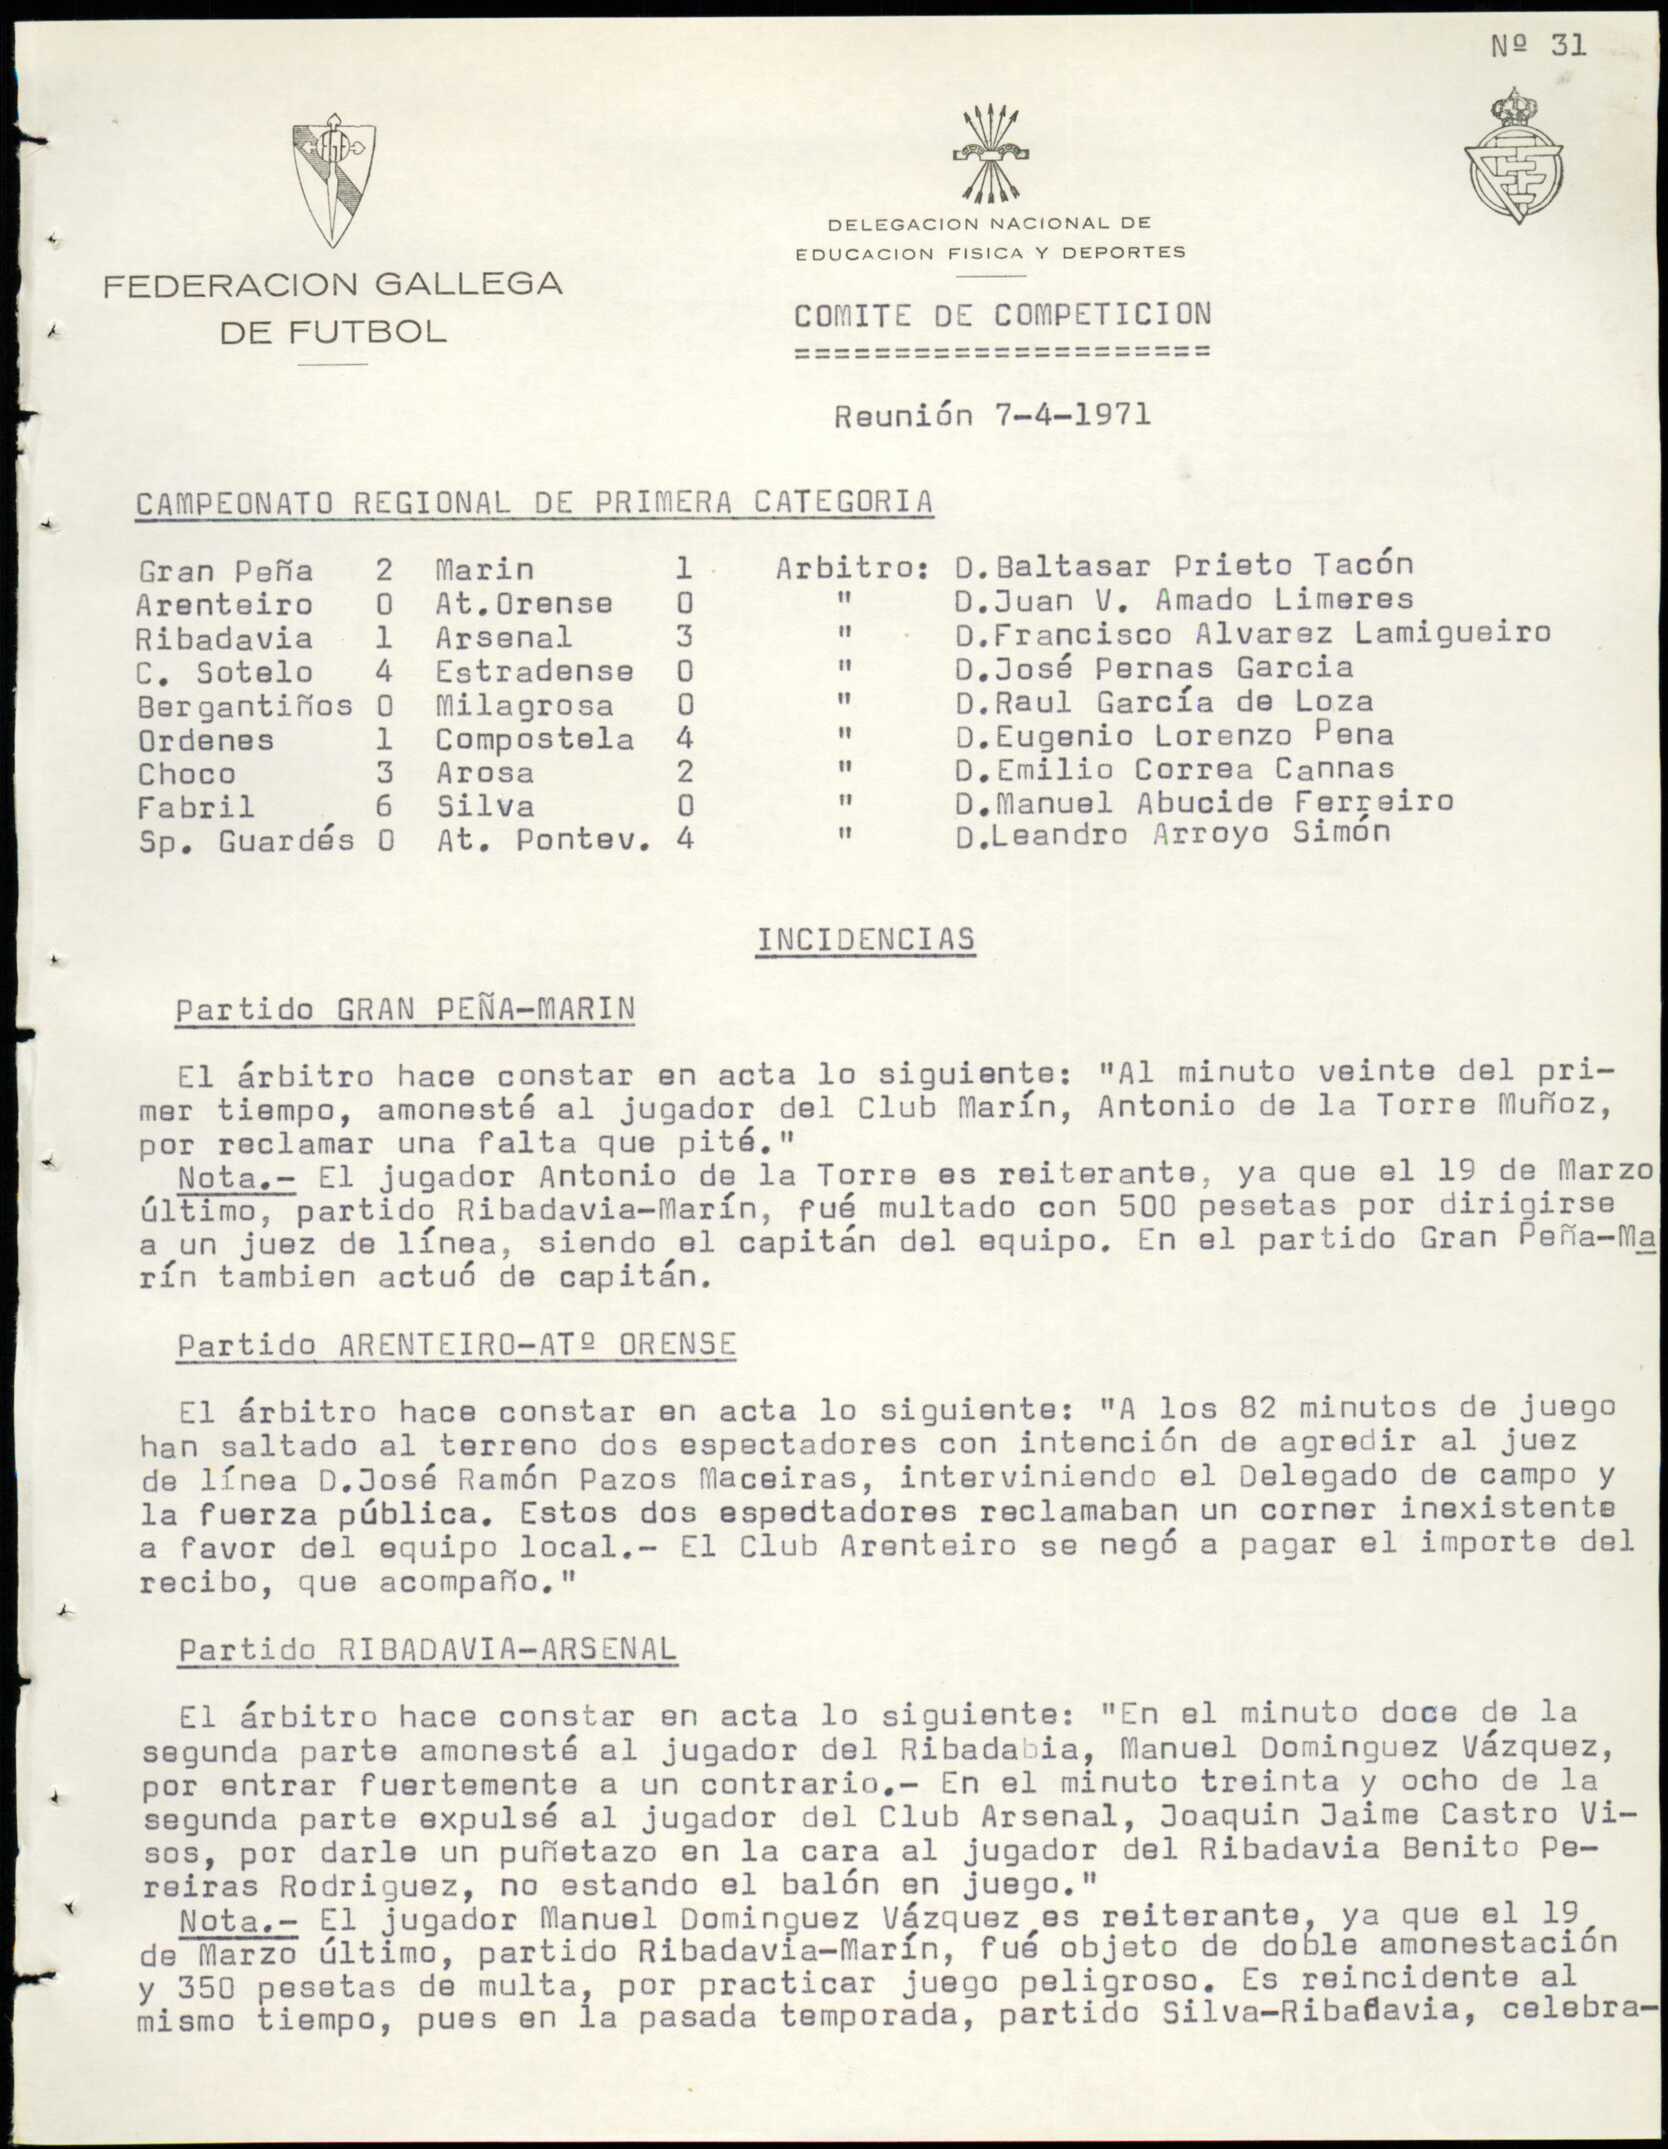 Nº 31
FEDERACION GALLEGA
DE FUTBOL
DELEGACION NACIONAL DE
EDUCACION FISICA Y DEPORTES
COMITE DE COMPETICION
=====================
Reunión 7-4-1971
CAMPEONATO REGIONAL DE PRIMERA CATEGORIA
Gran Peña 2 Marin 1 Arbitro: D.Baltasar Prieto Tacón
Arenteiro 0 At.Orense 0 " D.Juan V. Amado Limeres
Ribadavia 1 Arsenal 3 " D.Francisco Alvarez Lamigueiro
C. Sotelo 4 Estradense 0 " D.José Pernas Garcia
Bergantiños 0 Milagrosa 0 " D.Raul García de Loza
Ordenes 1 Compostela 4 " D.Eugenio Lorenzo Pena
Choco 3 Arosa 2 " D.Emilio Correa Cannas
Fabril 6 Silva 0 " D.Manuel Abucide Ferreiro
Sp. Guardés 0 At. Pontev. 4 " D.Leandro Arroyo Simón
INCIDENCIAS
Partido GRAN PEÑA-MARIN
El árbitro hace constar en acta lo siguiente: "Al minuto veinte del pri-
mer tiempo, amonesté al jugador del Club Marín, Antonio de la Torre Muñoz,
por reclamar una falta que pité."
Nota.- El jugador Antonio de la Torre es reiterante, ya que el 19 de Marzo
último, partido Ribadavia-Marín, fué multado con 500 pesetas por dirigirse
a un juez de línea, siendo el capitán del equipo. En el partido Gran Peña-Ma
rín tambien actuó de capitán.
Partido ARENTEIRO-ATº ORENSE
El árbitro hace constar en acta lo siguiente: "A los 82 minutos de juego
han saltado al terreno dos espectadores con intención de agredir al juez
de línea D.José Ramón Pazos Maceiras, interviniendo el Delegado de campo y
la fuerza pública. Estos dos espedtadores reclamaban un corner inexistente
a favor del equipo local.- El Club Arenteiro se negó a pagar el importe del
recibo, que acompaño."
Partido RIBADAVIA-ARSENAL
El árbitro hace constar en acta lo siguiente: "En el minuto doce de la
segunda parte amonesté al jugador del Ribadabia, Manuel Dominguez Vázquez,
por entrar fuertemente a un contrario.- En el minuto treinta y ocho de la
segunda parte expulsé al jugador del Club Arsenal, Joaquin Jaime Castro Vi-
sos, por darle un puñetazo en la cara al jugador del Ribadavia Benito Pe-
reiras Rodriguez, no estando el balón en juego."
Nota.- El jugador Manuel Dominguez Vázquez es reiterante, ya que el 19
de Marzo último, partido Ribadavia-Marín, fué objeto de doble amonestación
y 350 pesetas de multa, por practicar juego peligroso. Es reincidente al
mismo tiempo, pues en la pasada temporada, partido Silva-Ribadavia, celebra-